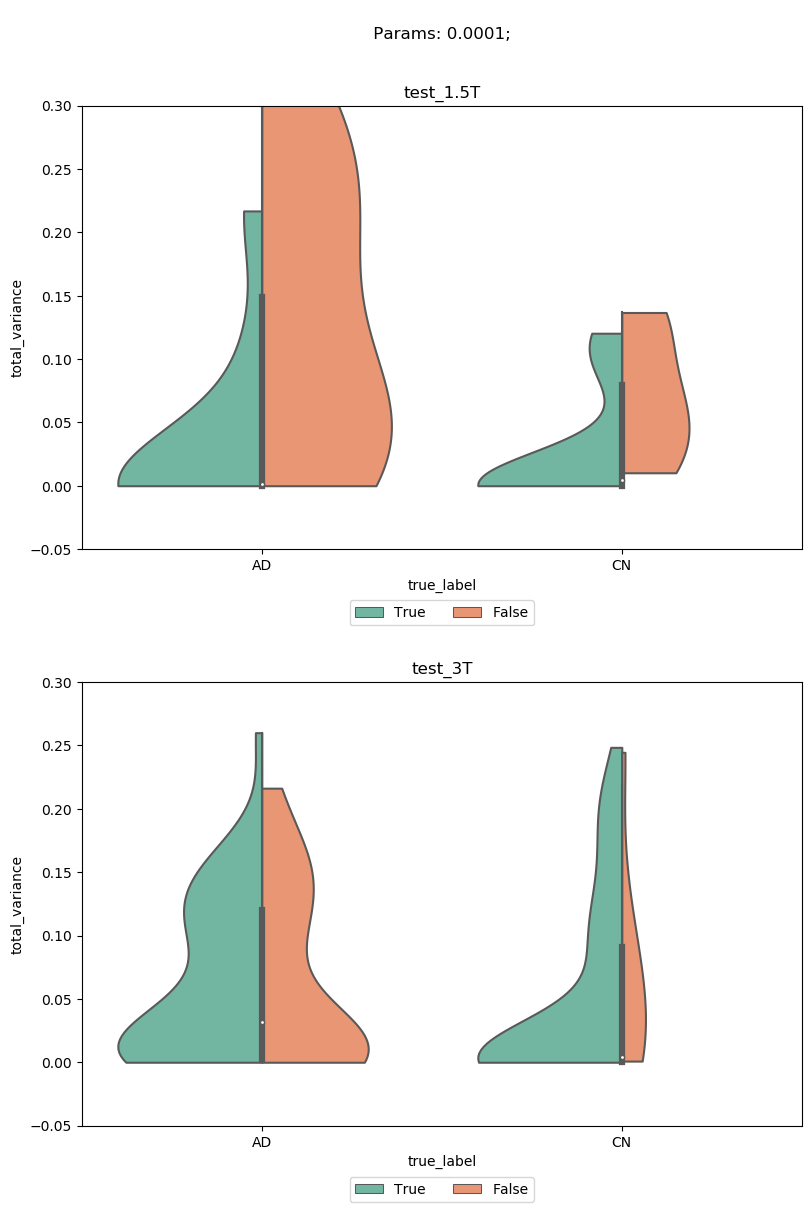 Params: 0.0001;
test_1.5T
0.30
0.25
0.20
0.15
0.10
0.05
0.00
−0.05
total_variance
AD CN
true_label
True False
test_3T
0.30
0.25
0.20
0.15
0.10
0.05
0.00
−0.05
total_variance
AD CN
true_label
True False